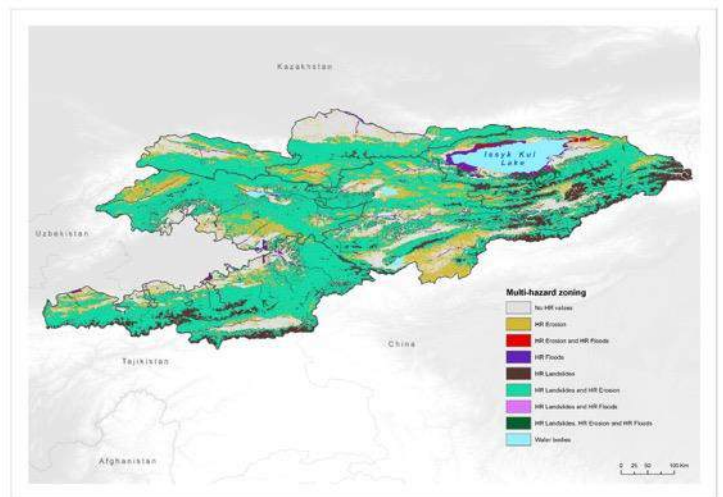 Kazakhstan
Issyk Kul
Lake
Uzbekistan
Tajikistan
China
Afghanistan
Multi-hazard zoning
No HR values
HR Erosion
HR Erosion and HR Floods
HR Floods
HR Landslides
HR Landslides and HR Erosion
HR Landslides and HR Floods
HR Landslides, HR Erosion and HR Floods
Water bodies
0 25 50 100 Km